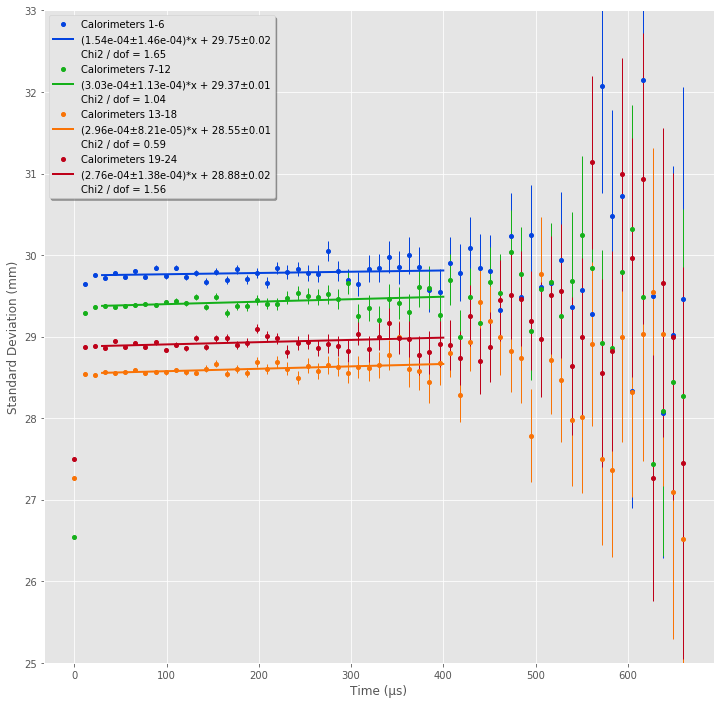 Calorimeters 1-6
(1.54e-04±1.46e-04)*x + 29.75±0.02
Chi2 / dof = 1.65
Calorimeters 7-12
(3.03e-04±1.13e-04)*x + 29.37±0.01
Chi2 / dof = 1.04
Calorimeters 13-18
(2.96e-04±8.21e-05)*x + 28.55±0.01
Chi2 / dof = 0.59
Calorimeters 19-24
(2.76e-04±1.38e-04)*x + 28.88±0.02
Chi2 / dof = 1.56
33
32
31
30
29
28
27
26
25
Standard Deviation (mm)
0 100 200 300 400 500 600
Time (µs)